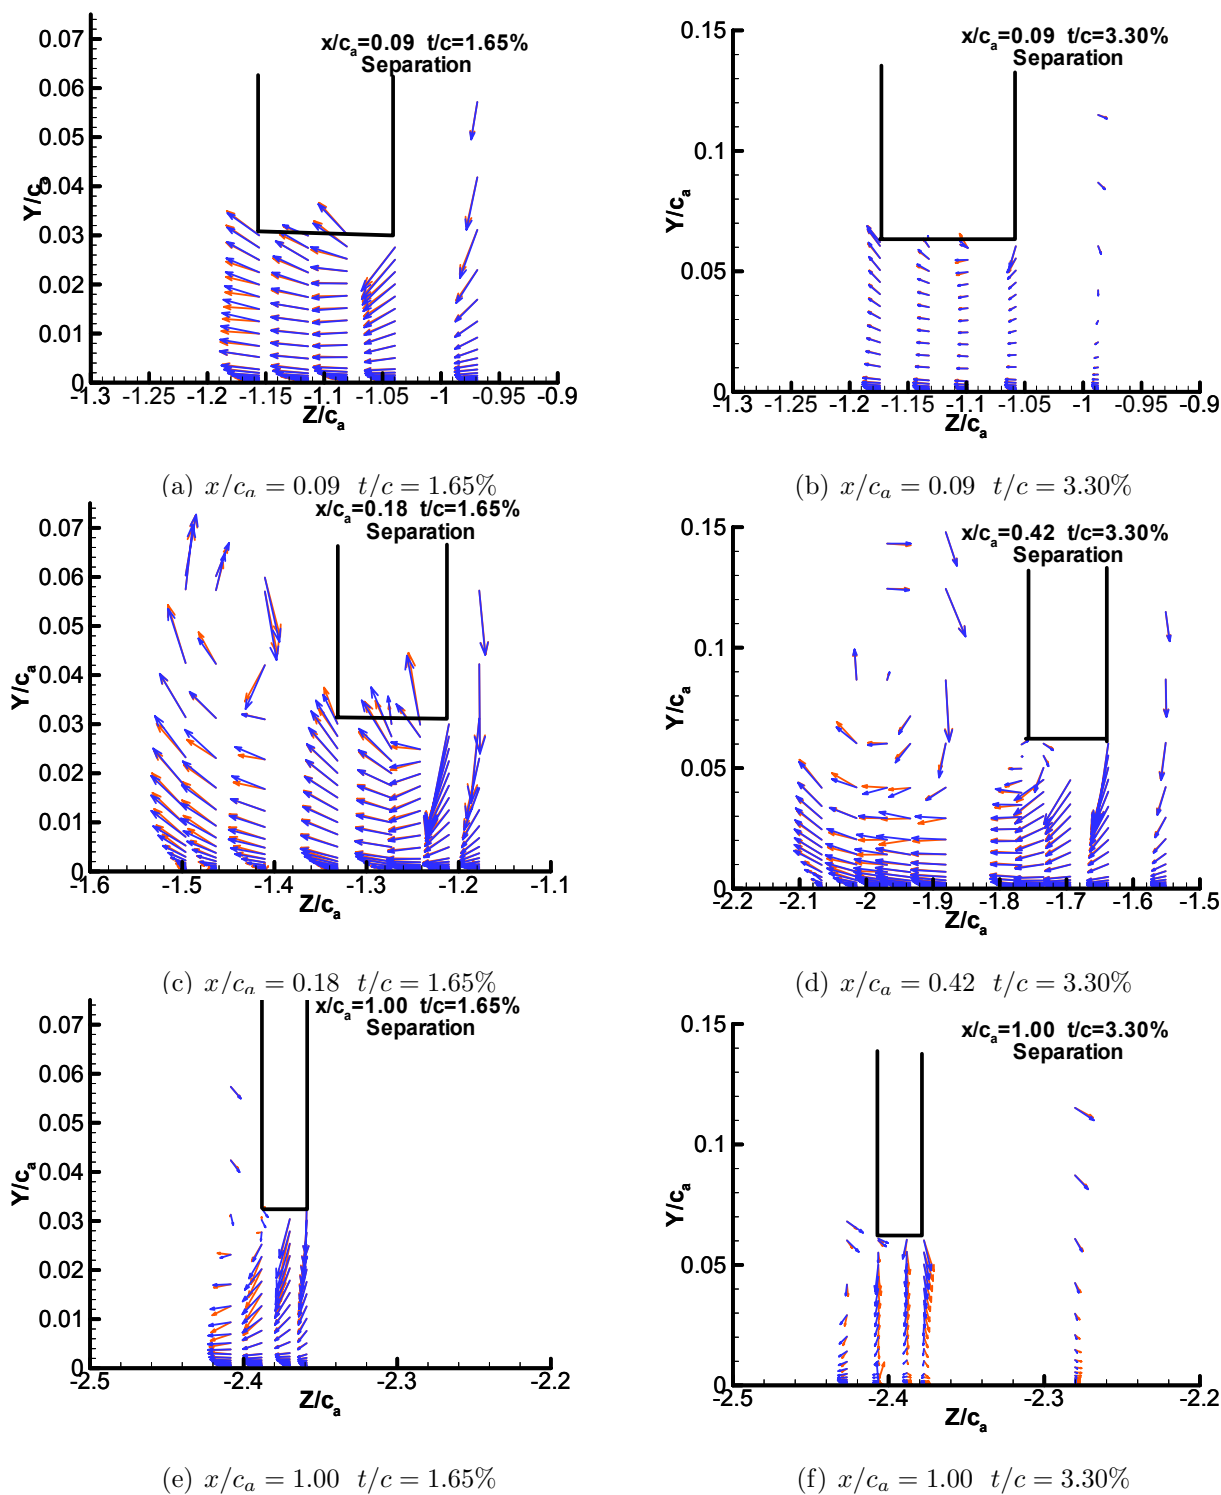 x/ca=0.09 t/c=1.65%
Separation
0.07
0.06
0.05
0.04
0.03
0.02
0.01
0
Y/ca
-1.3 -1.25 -1.2 -1.15 -1.1 -1.05 -1 -0.95 -0.9
Z/ca
(a) x/ca = 0.09 t/c = 1.65%
x/ca=0.09 t/c=3.30%
Separation
0.15
0.1
0.05
0
Y/ca
-1.3 -1.25 -1.2 -1.15 -1.1 -1.05 -1 -0.95 -0.9
Z/ca
(b) x/ca = 0.09 t/c = 3.30%
x/ca=0.18 t/c=1.65%
Separation
0.07
0.06
0.05
0.04
0.03
0.02
0.01
0
Y/ca
-1.6 -1.5 -1.4 -1.3 -1.2 -1.1
Z/ca
(c) x/ca = 0.18 t/c = 1.65%
x/ca=0.42 t/c=3.30%
Separation
0.15
0.1
0.05
0
Y/ca
-2.2 -2.1 -2 -1.9 -1.8 -1.7 -1.6 -1.5
Z/ca
(d) x/ca = 0.42 t/c = 3.30%
x/ca=1.00 t/c=1.65%
Separation
0.07
0.06
0.05
0.04
0.03
0.02
0.01
0
Y/ca
-2.5 -2.4 -2.3 -2.2
Z/ca
(e) x/ca = 1.00 t/c = 1.65%
x/ca=1.00 t/c=3.30%
Separation
0.15
0.1
0.05
0
Y/ca
-2.5 -2.4 -2.3 -2.2
Z/ca
(f) x/ca = 1.00 t/c = 3.30%